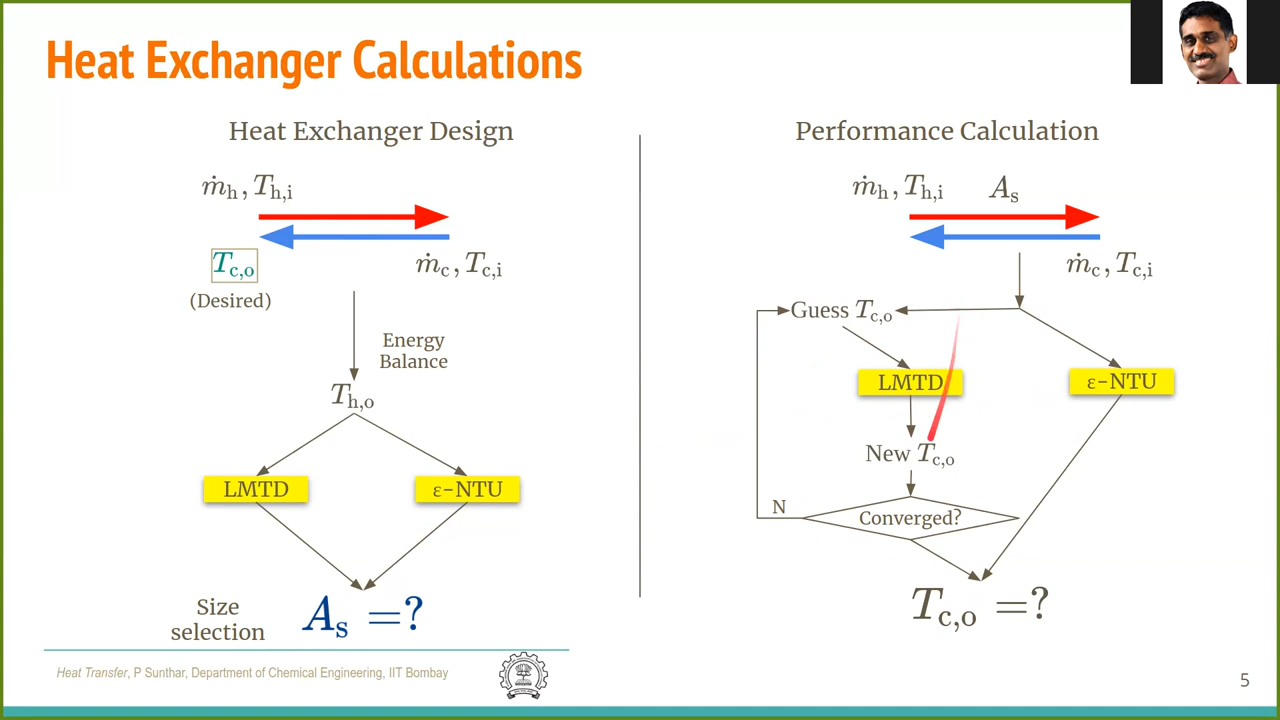 Heat Exchanger Calculations
Heat Exchanger Design
ṁh, Th,i
Tc,o
(Desired)
ṁc, Tc,i
Energy
Balance
Th,o
LMTD
ε-NTU
Size
selection
As =?
Performance Calculation
ṁh, Th,i
As
ṁc, Tc,i
Guess Tc,o
LMTD
ε-NTU
New Tc,o
N
Converged?
Tc,o =?
Heat Transfer, P Sunthar, Department of Chemical Engineering, IIT Bombay
5